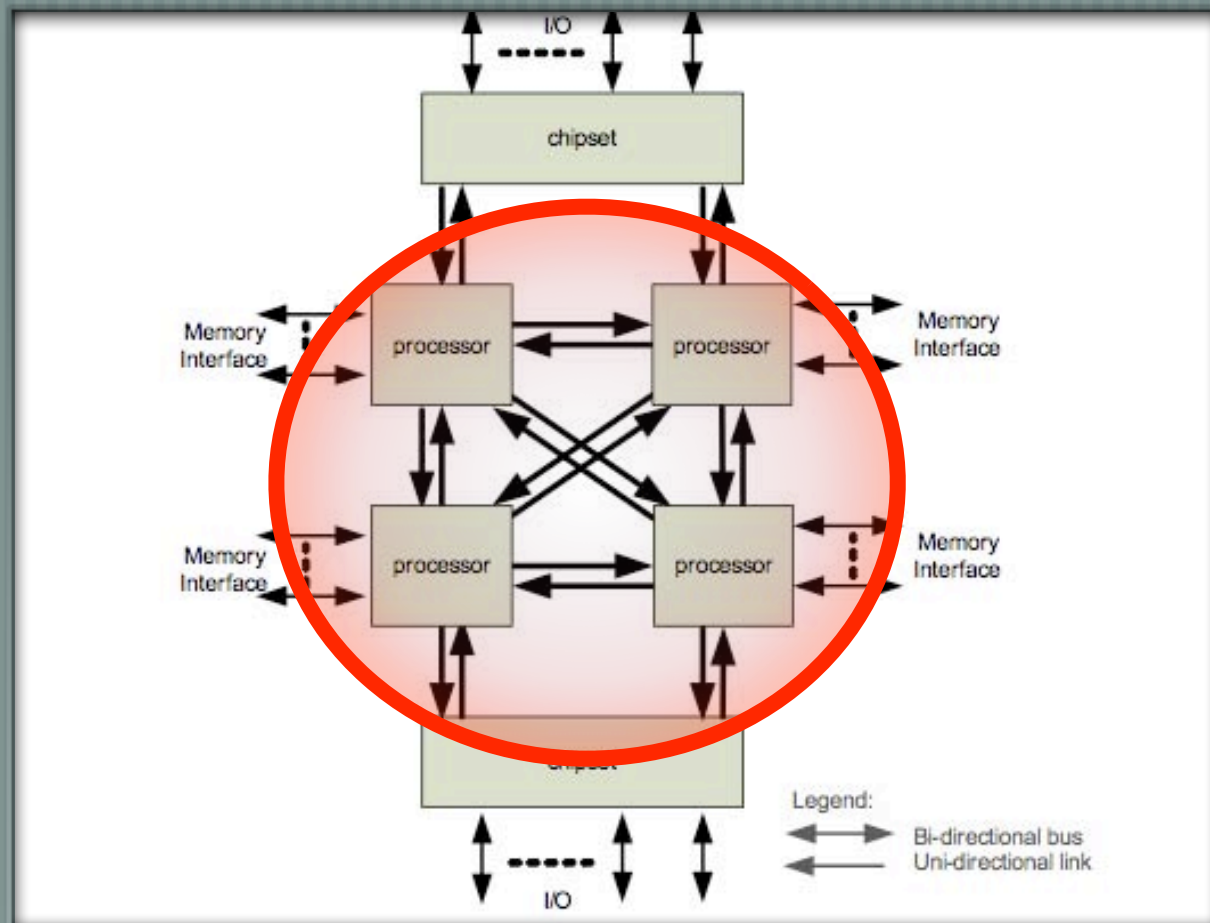 I/O
chipset
Memory
Interface
processor
processor
Memory
Interface
Memory
Interface
processor
processor
Memory
Interface
chipset
Legend:
Bi-directional bus
Uni-directional link
I/O